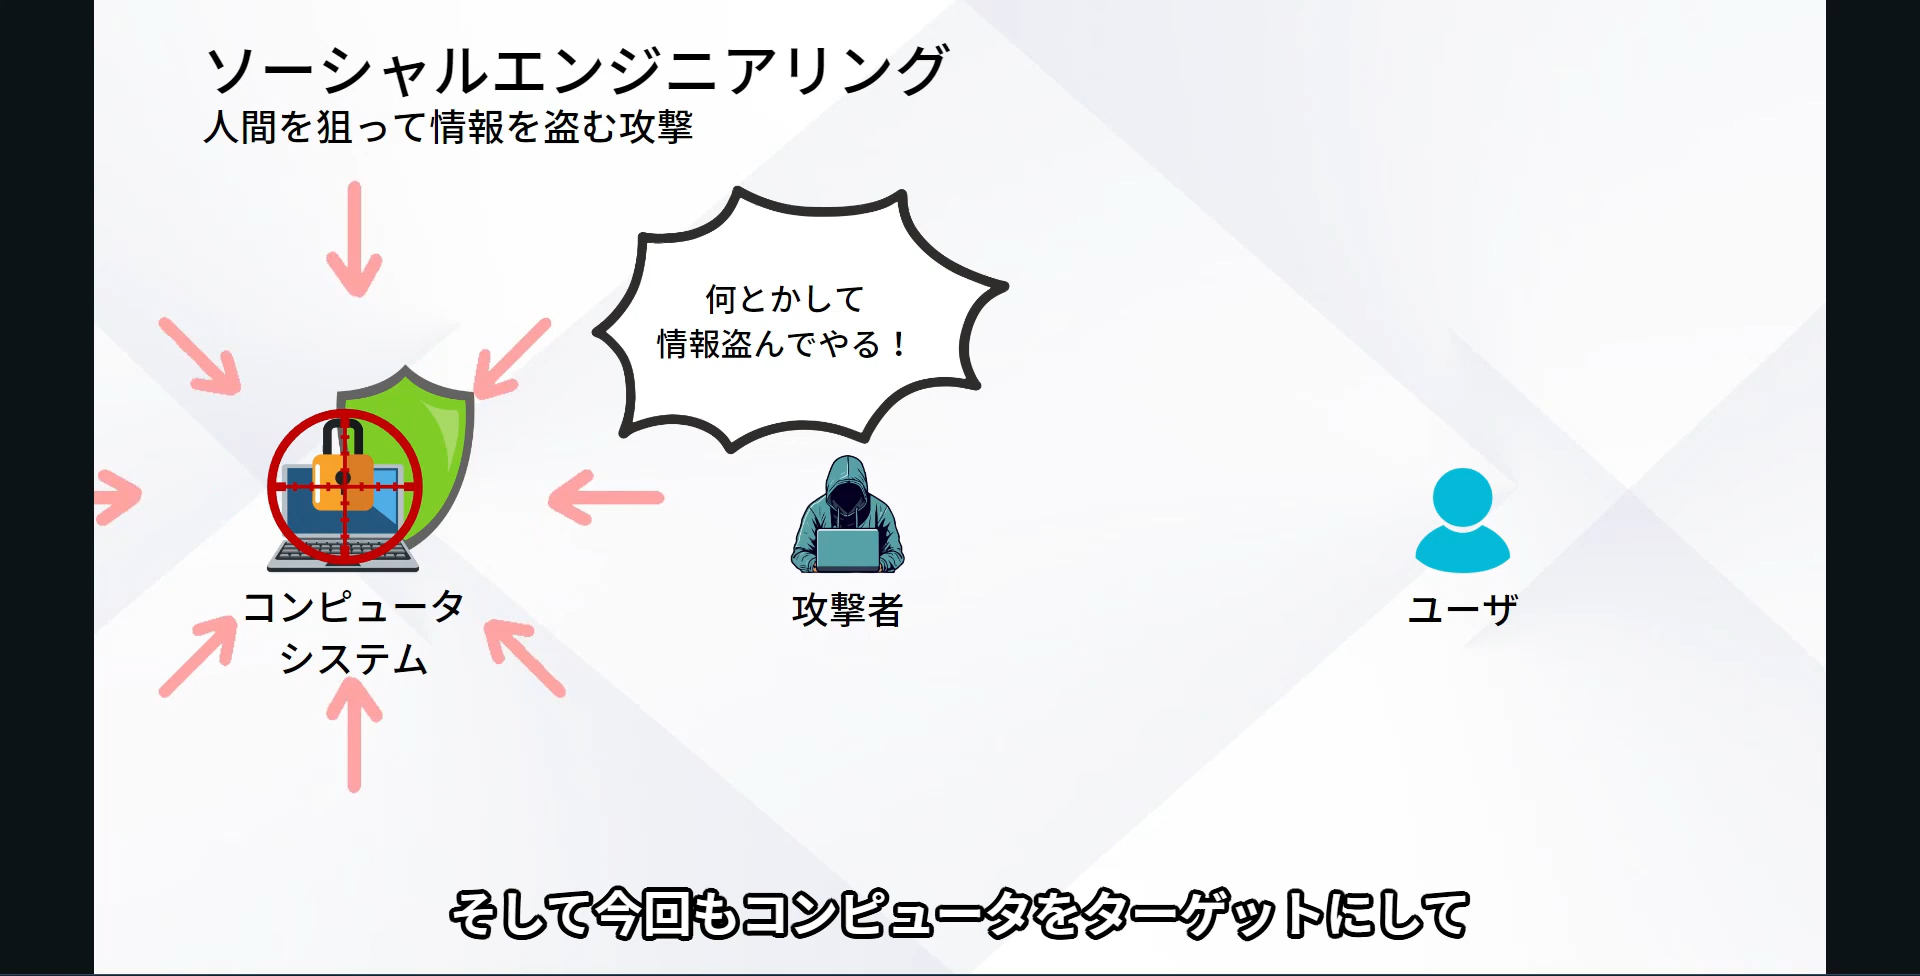 ソーシャルエンジニアリング
人間を狙って情報を盗む攻撃
何とかして
情報盗んでやる！
コンピュータ
システム
攻撃者
ユーザ
そして今回もコンピュータをターゲットにして